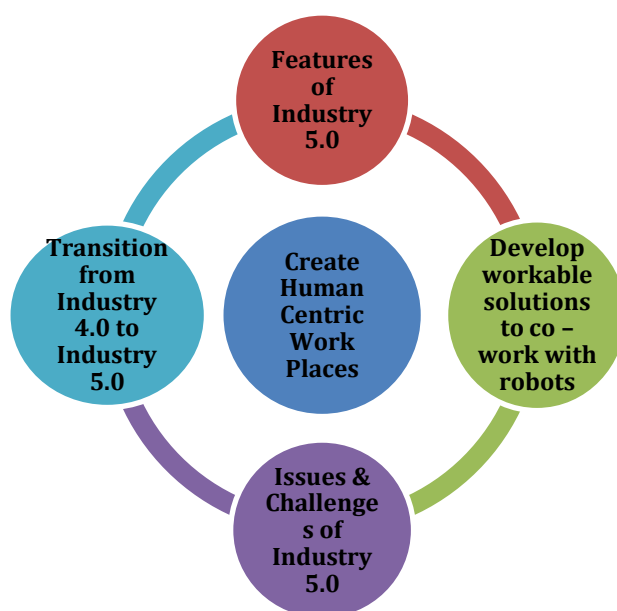 Features
of
Industry
5.0
Transition
from
Industry
4.0 to
Industry
5.0
Create
Human
Centric
Work
Places
Develop
workable
solutions
to co –
work with
robots
Issues &
Challenge
s of
Industry
5.0